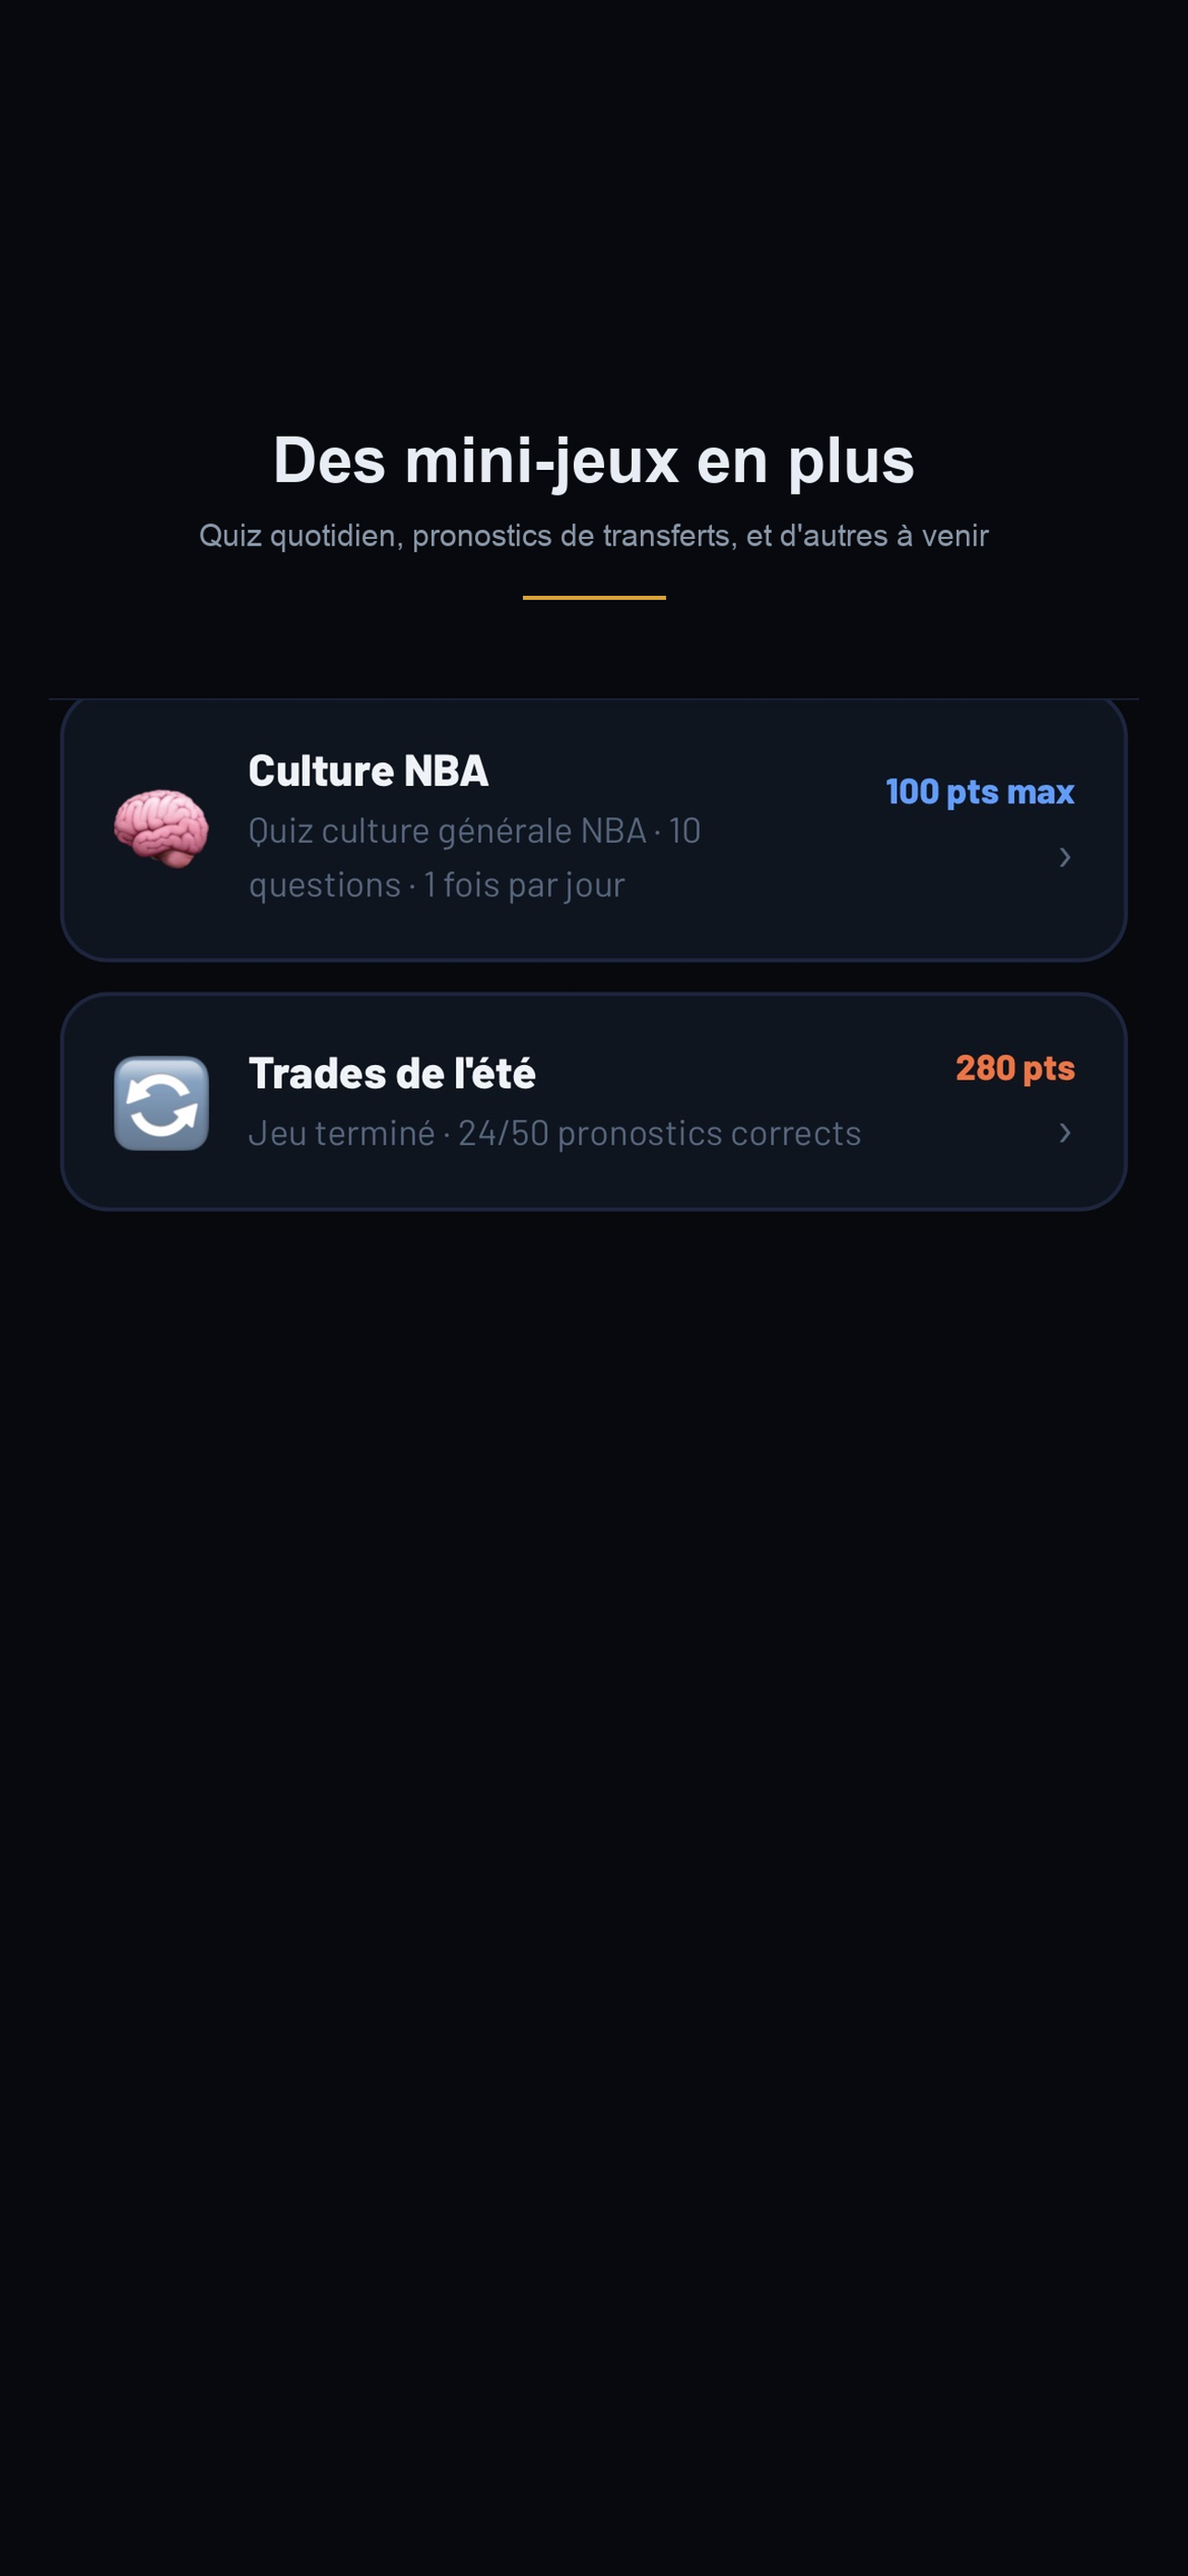 Des mini-jeux en plus
Quiz quotidien, pronostics de transferts, et d'autres à venir
Culture NBA
100 pts max
Quiz culture générale NBA · 10
questions · 1 fois par jour
Trades de l'été
280 pts
Jeu terminé · 24/50 pronostics corrects